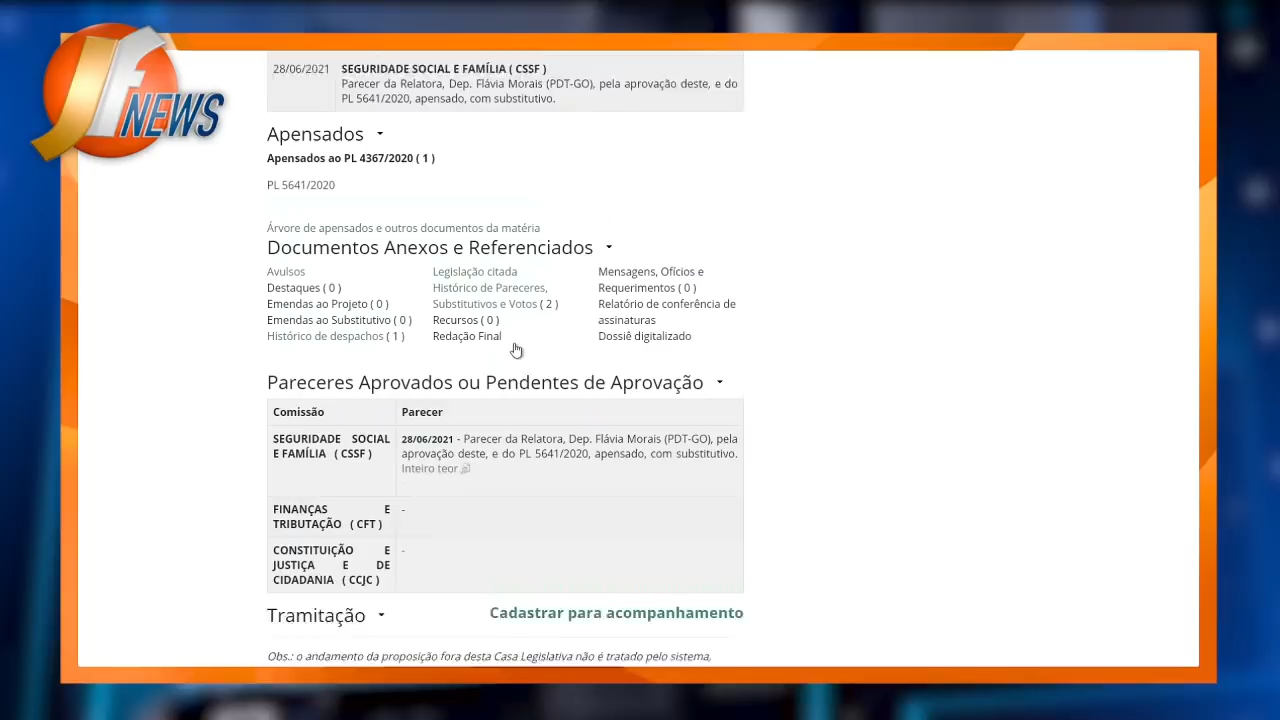 Jf NEWS
28/06/2021 SEGURIDADE SOCIAL E FAMÍLIA ( CSSF )
Parecer da Relatora, Dep. Flávia Morais (PDT-GO), pela aprovação deste, e do
PL 5641/2020, apensado, com substitutivo.
Apensados
Apensados ao PL 4367/2020 ( 1 )
PL 5641/2020
Árvore de apensados e outros documentos da matéria
Documentos Anexos e Referenciados
Avulsos
Destaques ( 0 )
Emendas ao Projeto ( 0 )
Emendas ao Substitutivo ( 0 )
Histórico de despachos ( 1 )
Legislação citada
Histórico de Pareceres,
Substitutivos e Votos ( 2 )
Recursos ( 0 )
Redação Final
Mensagens, Ofícios e
Requerimentos ( 0 )
Relatório de conferência de
assinaturas
Dossiê digitalizado
Pareceres Aprovados ou Pendentes de Aprovação
Comissão Parecer
SEGURIDADE SOCIAL
E FAMÍLIA ( CSSF )
28/06/2021 - Parecer da Relatora, Dep. Flávia Morais (PDT-GO), pela
aprovação deste, e do PL 5641/2020, apensado, com substitutivo.
Inteiro teor
FINANÇAS E -
TRIBUTAÇÃO ( CFT )
CONSTITUIÇÃO E -
JUSTIÇA E DE
CIDADANIA ( CCJC )
Tramitação
Cadastrar para acompanhamento
Obs.: o andamento da proposição fora desta Casa Legislativa não é tratado pelo sistema,